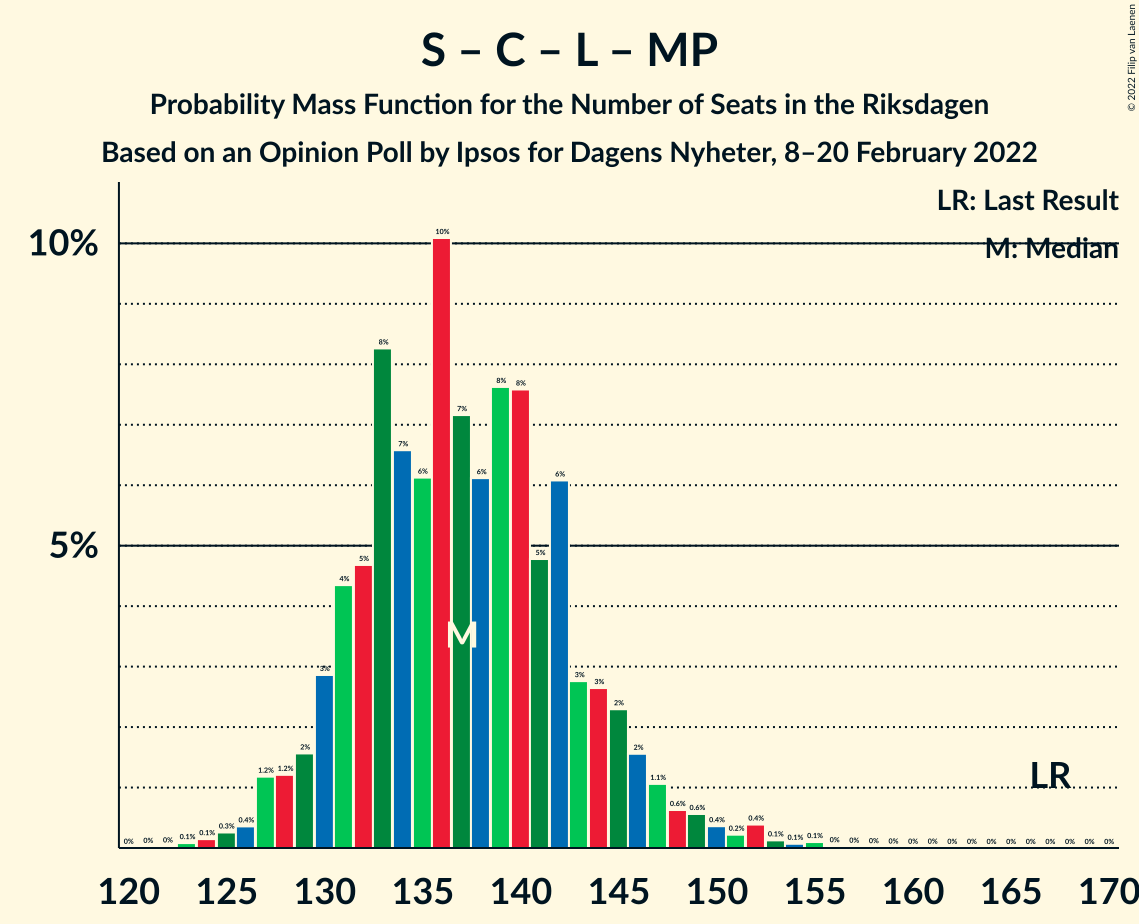 S – C – L – MP
Probability Mass Function for the Number of Seats in the Riksdagen
Based on an Opinion Poll by Ipsos for Dagens Nyheter, 8–20 February 2022
© 2022 Filip van Laenen
LR: Last Result
M: Median
10%
5%
0% 0% 0% 0.1% 0.1% 0.3% 0.4% 1.2% 1.2% 2% 3% 4% 5% 8% 7% 6% 10% 7% 6% 8% 8% 5% 6% 3% 3% 2% 2% 1.1% 0.6% 0.6% 0.4% 0.2% 0.4% 0.1% 0.1% 0.1% 0% 0% 0% 0% 0% 0% 0% 0% 0% 0% 0% 0% 0% 0% 0%
M
LR
120 125 130 135 140 145 150 155 160 165 170